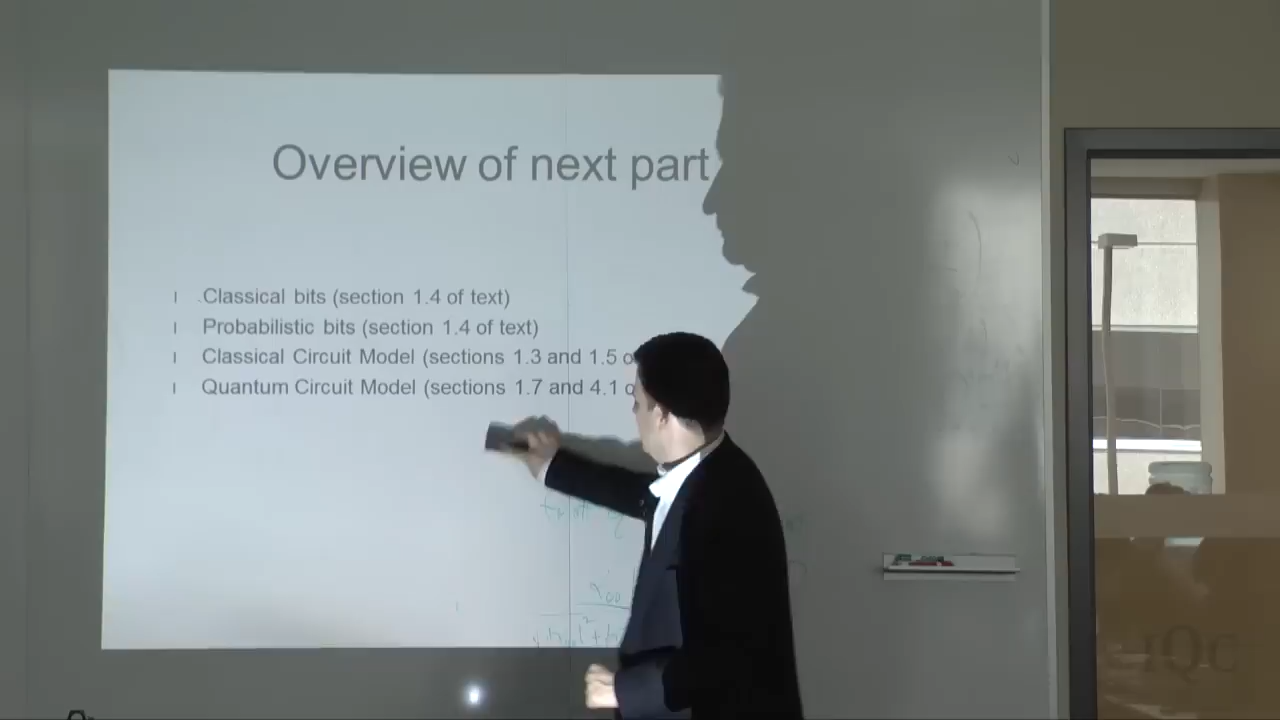 Overview of next part
Classical bits (section 1.4 of text)
Probabilistic bits (section 1.4 of text)
Classical Circuit Model (sections 1.3 and 1.5
Quantum Circuit Model (sections 1.7 and 4.1
IQC